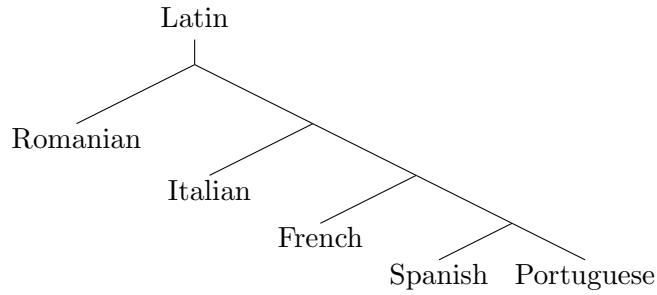 Latin
Romanian
Italian
French
Spanish Portuguese